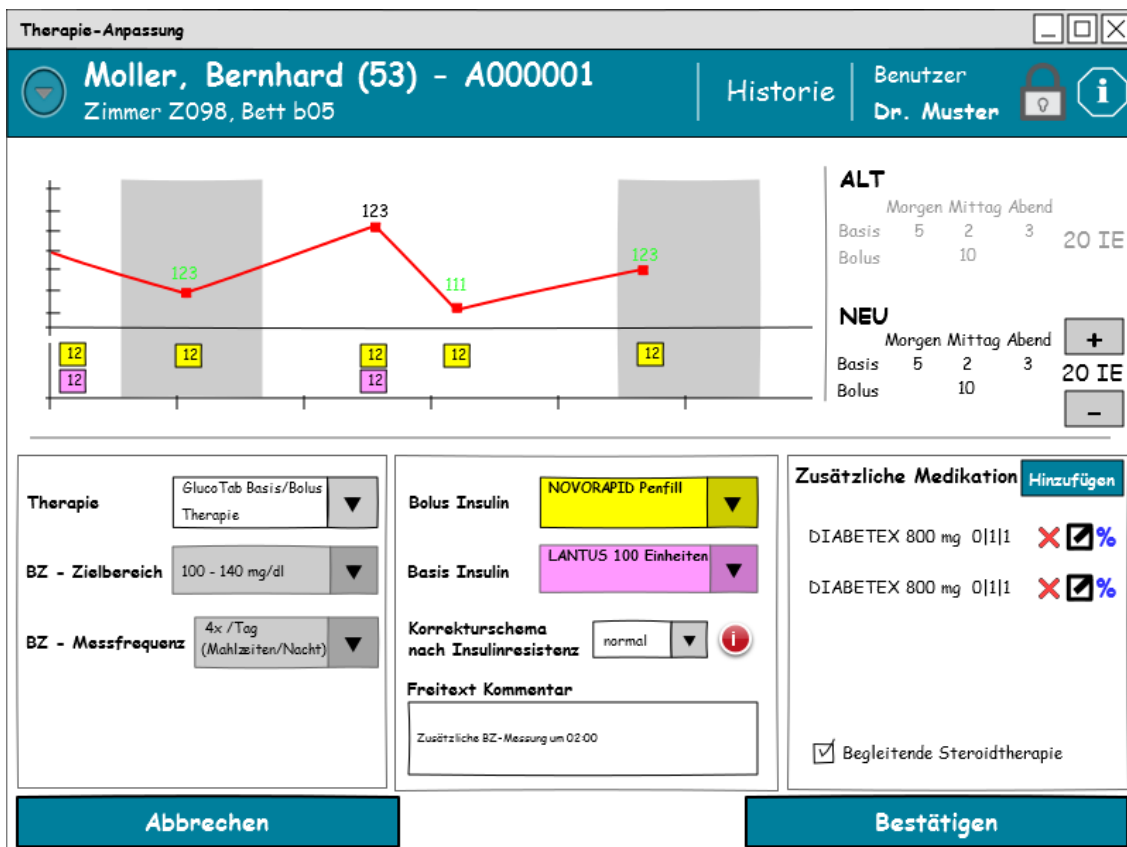 Therapie-Anpassung
Moller, Bernhard (53) - A000001
Zimmer Z098, Bett b05
Historie
Benutzer
Dr. Muster
i
123
123
111
123
12
12
12
12
12
12
12
ALT
Morgen Mittag Abend
Basis 5 2 3
Bolus 10
20 IE
NEU
Morgen Mittag Abend
Basis 5 2 3
Bolus 10
+
20 IE
-
Therapie
GlucoTab Basis/Bolus
Therapie
BZ - Zielbereich
100 - 140 mg/dl
BZ - Messfrequenz
4x /Tag
(Mahlzeiten/Nacht)
Bolus Insulin
NOVORAPID Penfill
Basis Insulin
LANTUS 100 Einheiten
Korrekturschema
nach Insulinresistenz
normal
i
Freitext Kommentar
Zusätzliche BZ-Messung um 02:00
Zusätzliche Medikation
Hinzufügen
DIABETEX 800 mg 0|1|1
%
DIABETEX 800 mg 0|1|1
%
Begleitende Steroidtherapie
Abbrechen
Bestätigen